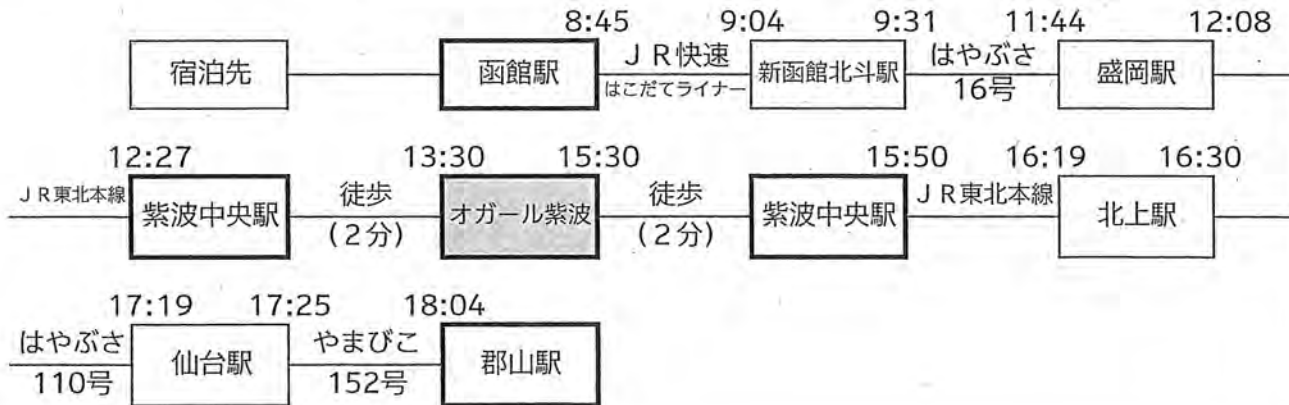 8:45 9:04 9:31 11:44 12:08
宿泊先 函館駅 JR快速 新函館北斗駅 はやぶさ 盛岡駅
はこだてライナー 16号
12:27 13:30 15:30 15:50 16:19 16:30
JR東北本線 紫波中央駅 徒歩 オガール紫波 徒歩 紫波中央駅 JR東北本線 北上駅
(2分) (2分)
17:19 17:25 18:04
はやぶさ 仙台駅 やまびこ 郡山駅
110号 152号